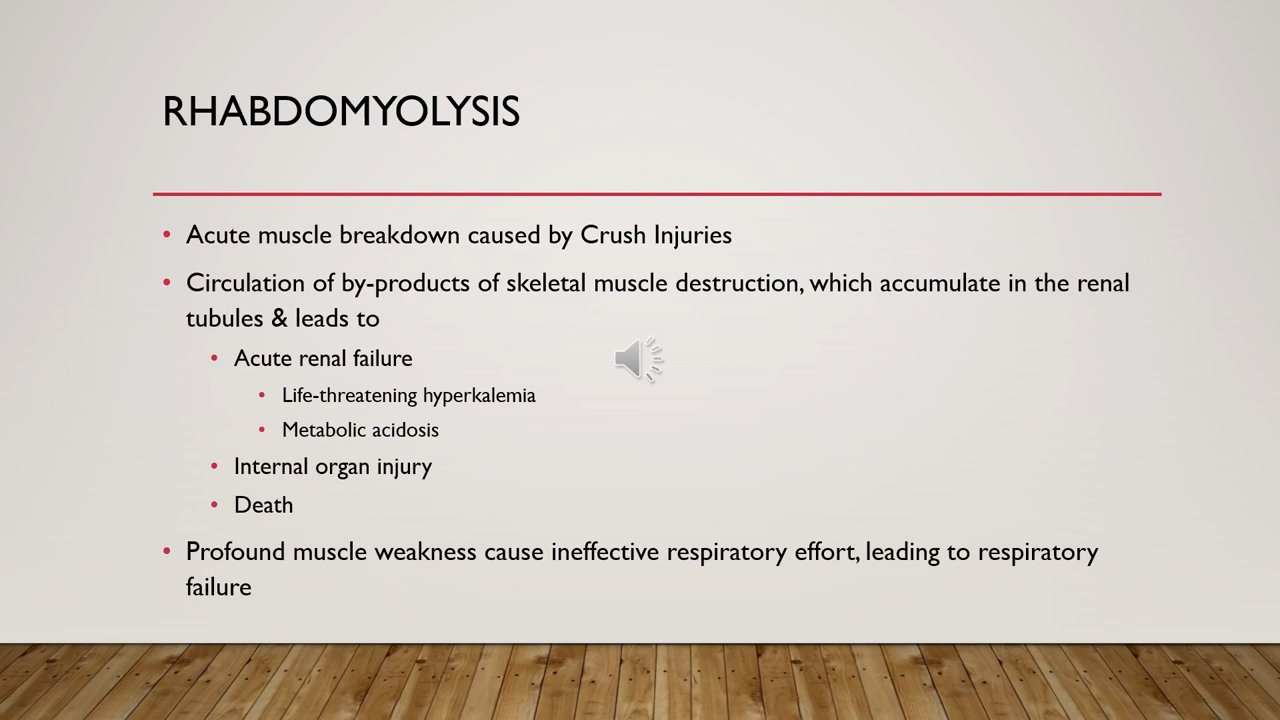 RHABDOMYOLYSIS
• Acute muscle breakdown caused by Crush Injuries
• Circulation of by-products of skeletal muscle destruction, which accumulate in the renal
tubules & leads to
• Acute renal failure
• Life-threatening hyperkalemia
• Metabolic acidosis
• Internal organ injury
• Death
• Profound muscle weakness cause ineffective respiratory effort, leading to respiratory
failure